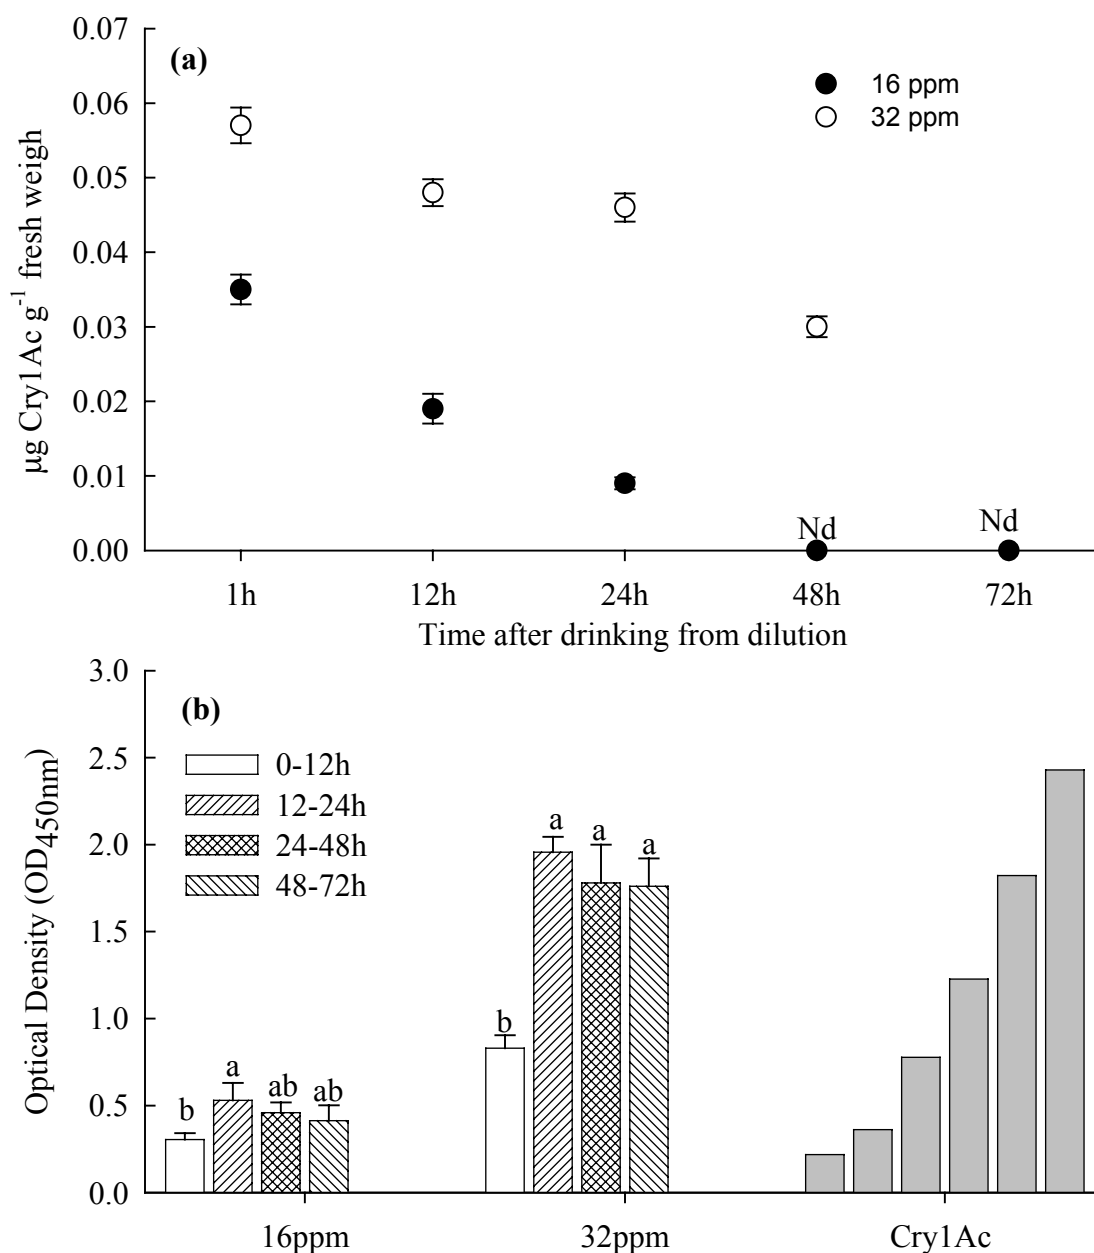 (a)
16 ppm
32 ppm
0.07
0.06
0.05
0.04
0.03
0.02
0.01
0.00
µg Cry1Ac g-1 fresh weigh
Nd
Nd
1h 12h 24h 48h 72h
Time after drinking from dilution
(b)
0-12h
12-24h
24-48h
48-72h
3.0
2.5
2.0
1.5
1.0
0.5
0.0
Optical Density (OD450nm)
b a ab ab
b a a a
16ppm 32ppm Cry1Ac